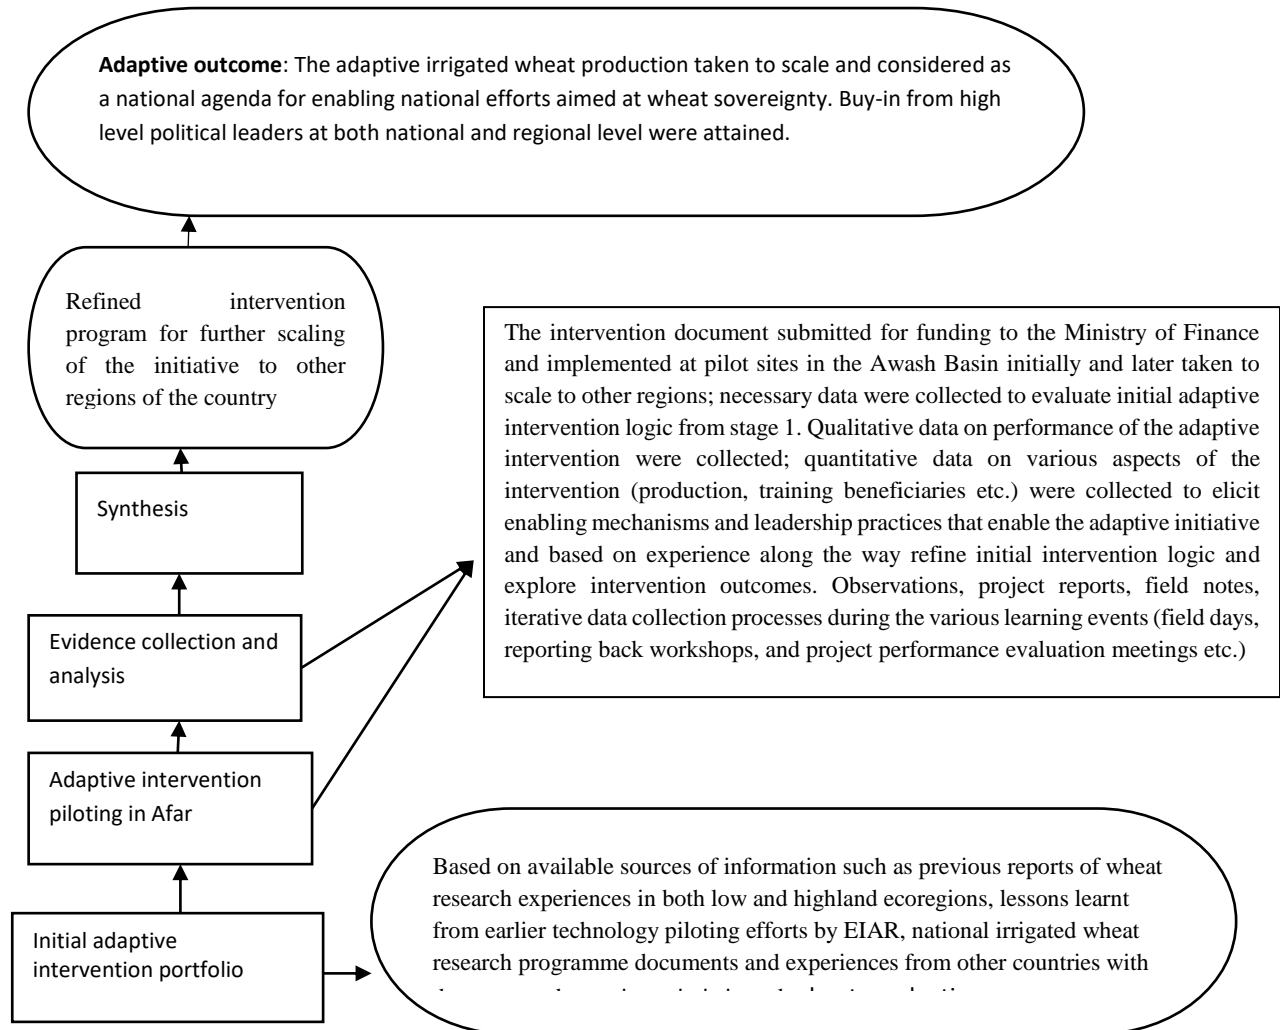 Adaptive outcome: The adaptive irrigated wheat production taken to scale and considered as
a national agenda for enabling national efforts aimed at wheat sovereignty. Buy-in from high
level political leaders at both national and regional level were attained.
Refined intervention
program for further scaling
of the initiative to other
regions of the country
The intervention document submitted for funding to the Ministry of Finance
and implemented at pilot sites in the Awash Basin initially and later taken to
scale to other regions; necessary data were collected to evaluate initial adaptive
intervention logic from stage 1. Qualitative data on performance of the adaptive
intervention were collected; quantitative data on various aspects of the
intervention (production, training beneficiaries etc.) were collected to elicit
enabling mechanisms and leadership practices that enable the adaptive initiative
and based on experience along the way refine initial intervention logic and
explore intervention outcomes. Observations, project reports, field notes,
iterative data collection processes during the various learning events (field days,
reporting back workshops, and project performance evaluation meetings etc.)
Synthesis
Evidence collection and
analysis
Adaptive intervention
piloting in Afar
Initial adaptive
intervention portfolio
Based on available sources of information such as previous reports of wheat
research experiences in both low and highland ecoregions, lessons learnt
from earlier technology piloting efforts by EIAR, national irrigated wheat
research programme documents and experiences from other countries with